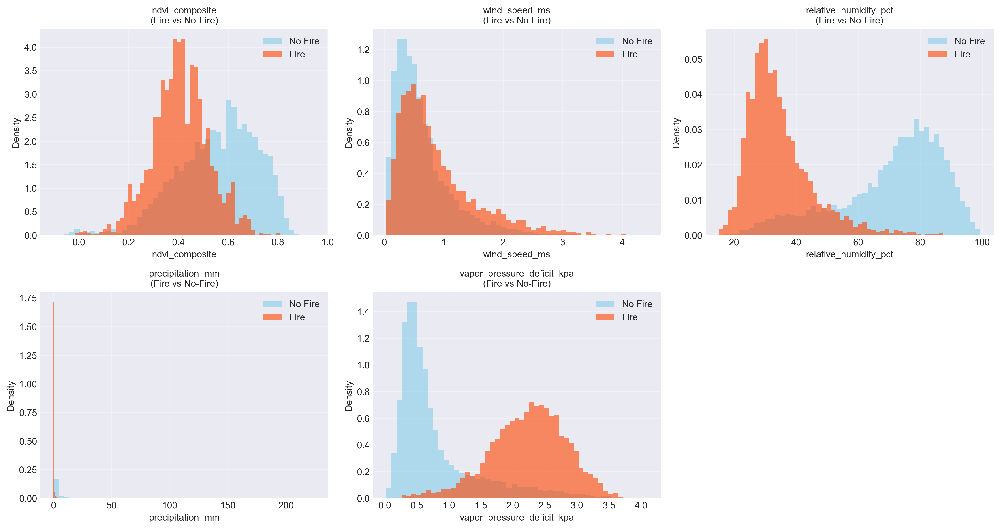 ndvi_composite
(Fire vs No-Fire)
No Fire
Fire
Density
4.0
3.5
3.0
2.5
2.0
1.5
1.0
0.5
0.0
0.0 0.2 0.4 0.6 0.8 1.0
ndvi_composite
wind_speed_ms
(Fire vs No-Fire)
No Fire
Fire
Density
1.2
1.0
0.8
0.6
0.4
0.2
0.0
0 1 2 3 4
wind_speed_ms
relative_humidity_pct
(Fire vs No-Fire)
No Fire
Fire
Density
0.05
0.04
0.03
0.02
0.01
0.00
20 40 60 80 100
relative_humidity_pct
precipitation_mm
(Fire vs No-Fire)
No Fire
Fire
Density
1.75
1.50
1.25
1.00
0.75
0.50
0.25
0.00
0 50 100 150 200
precipitation_mm
vapor_pressure_deficit_kpa
(Fire vs No-Fire)
No Fire
Fire
Density
1.4
1.2
1.0
0.8
0.6
0.4
0.2
0.0
0.0 0.5 1.0 1.5 2.0 2.5 3.0 3.5 4.0
vapor_pressure_deficit_kpa